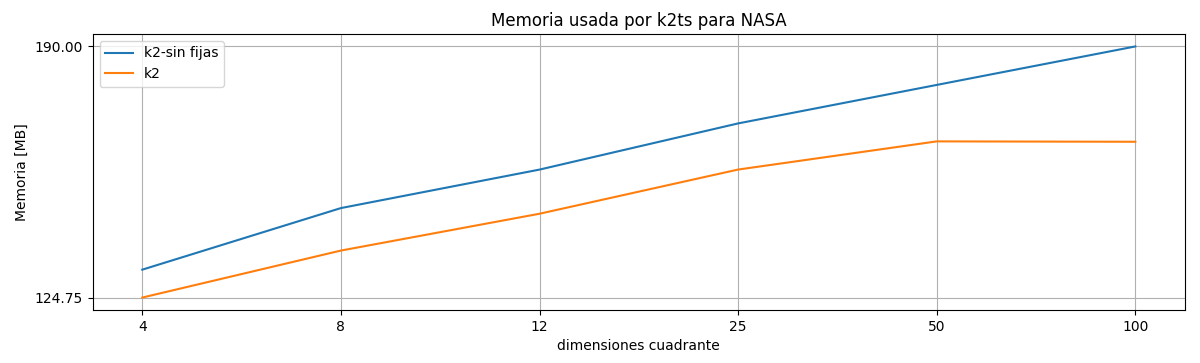 Memoria usada por k2ts para NASA
k2-sin fijas
k2
Memoria [MB]
190.00
124.75
4 8 12 25 50 100
dimensiones cuadrante